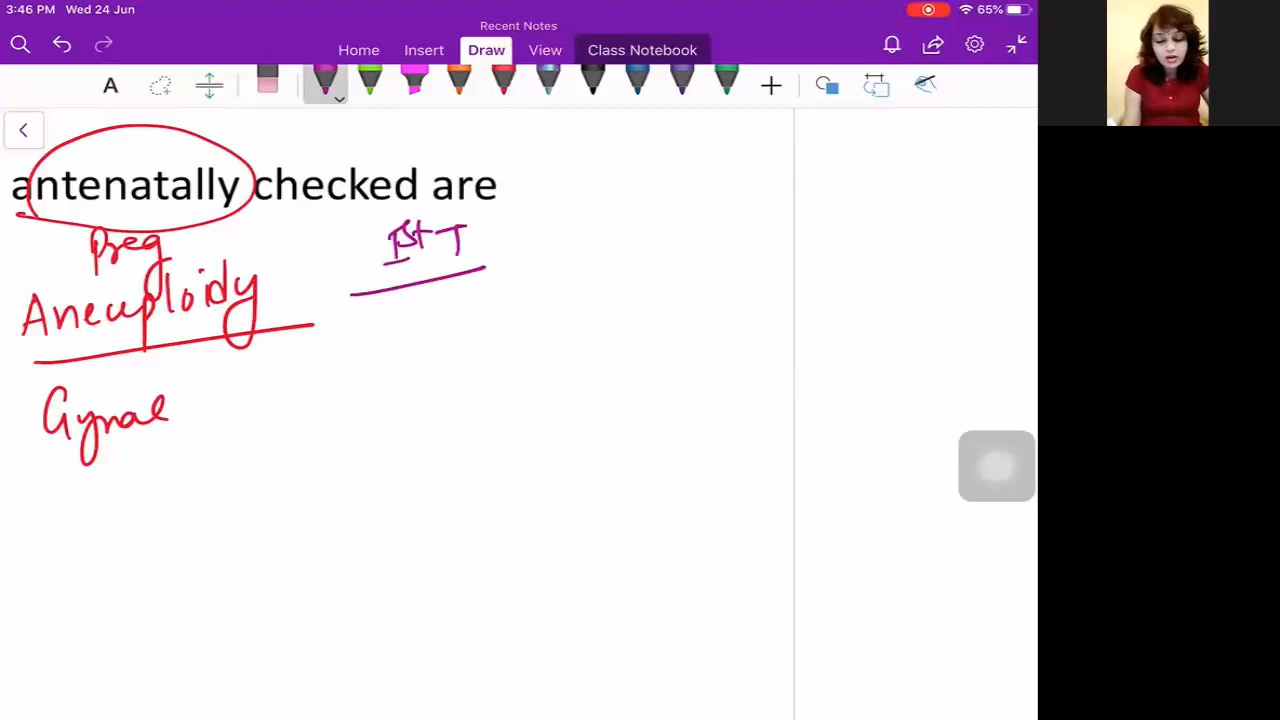 3:46 PM Wed 24 Jun
65%
Recent Notes
Home Insert Draw View Class Notebook
A
antenatally checked are
Preg
Ist T
Aneuploidy
Gynae